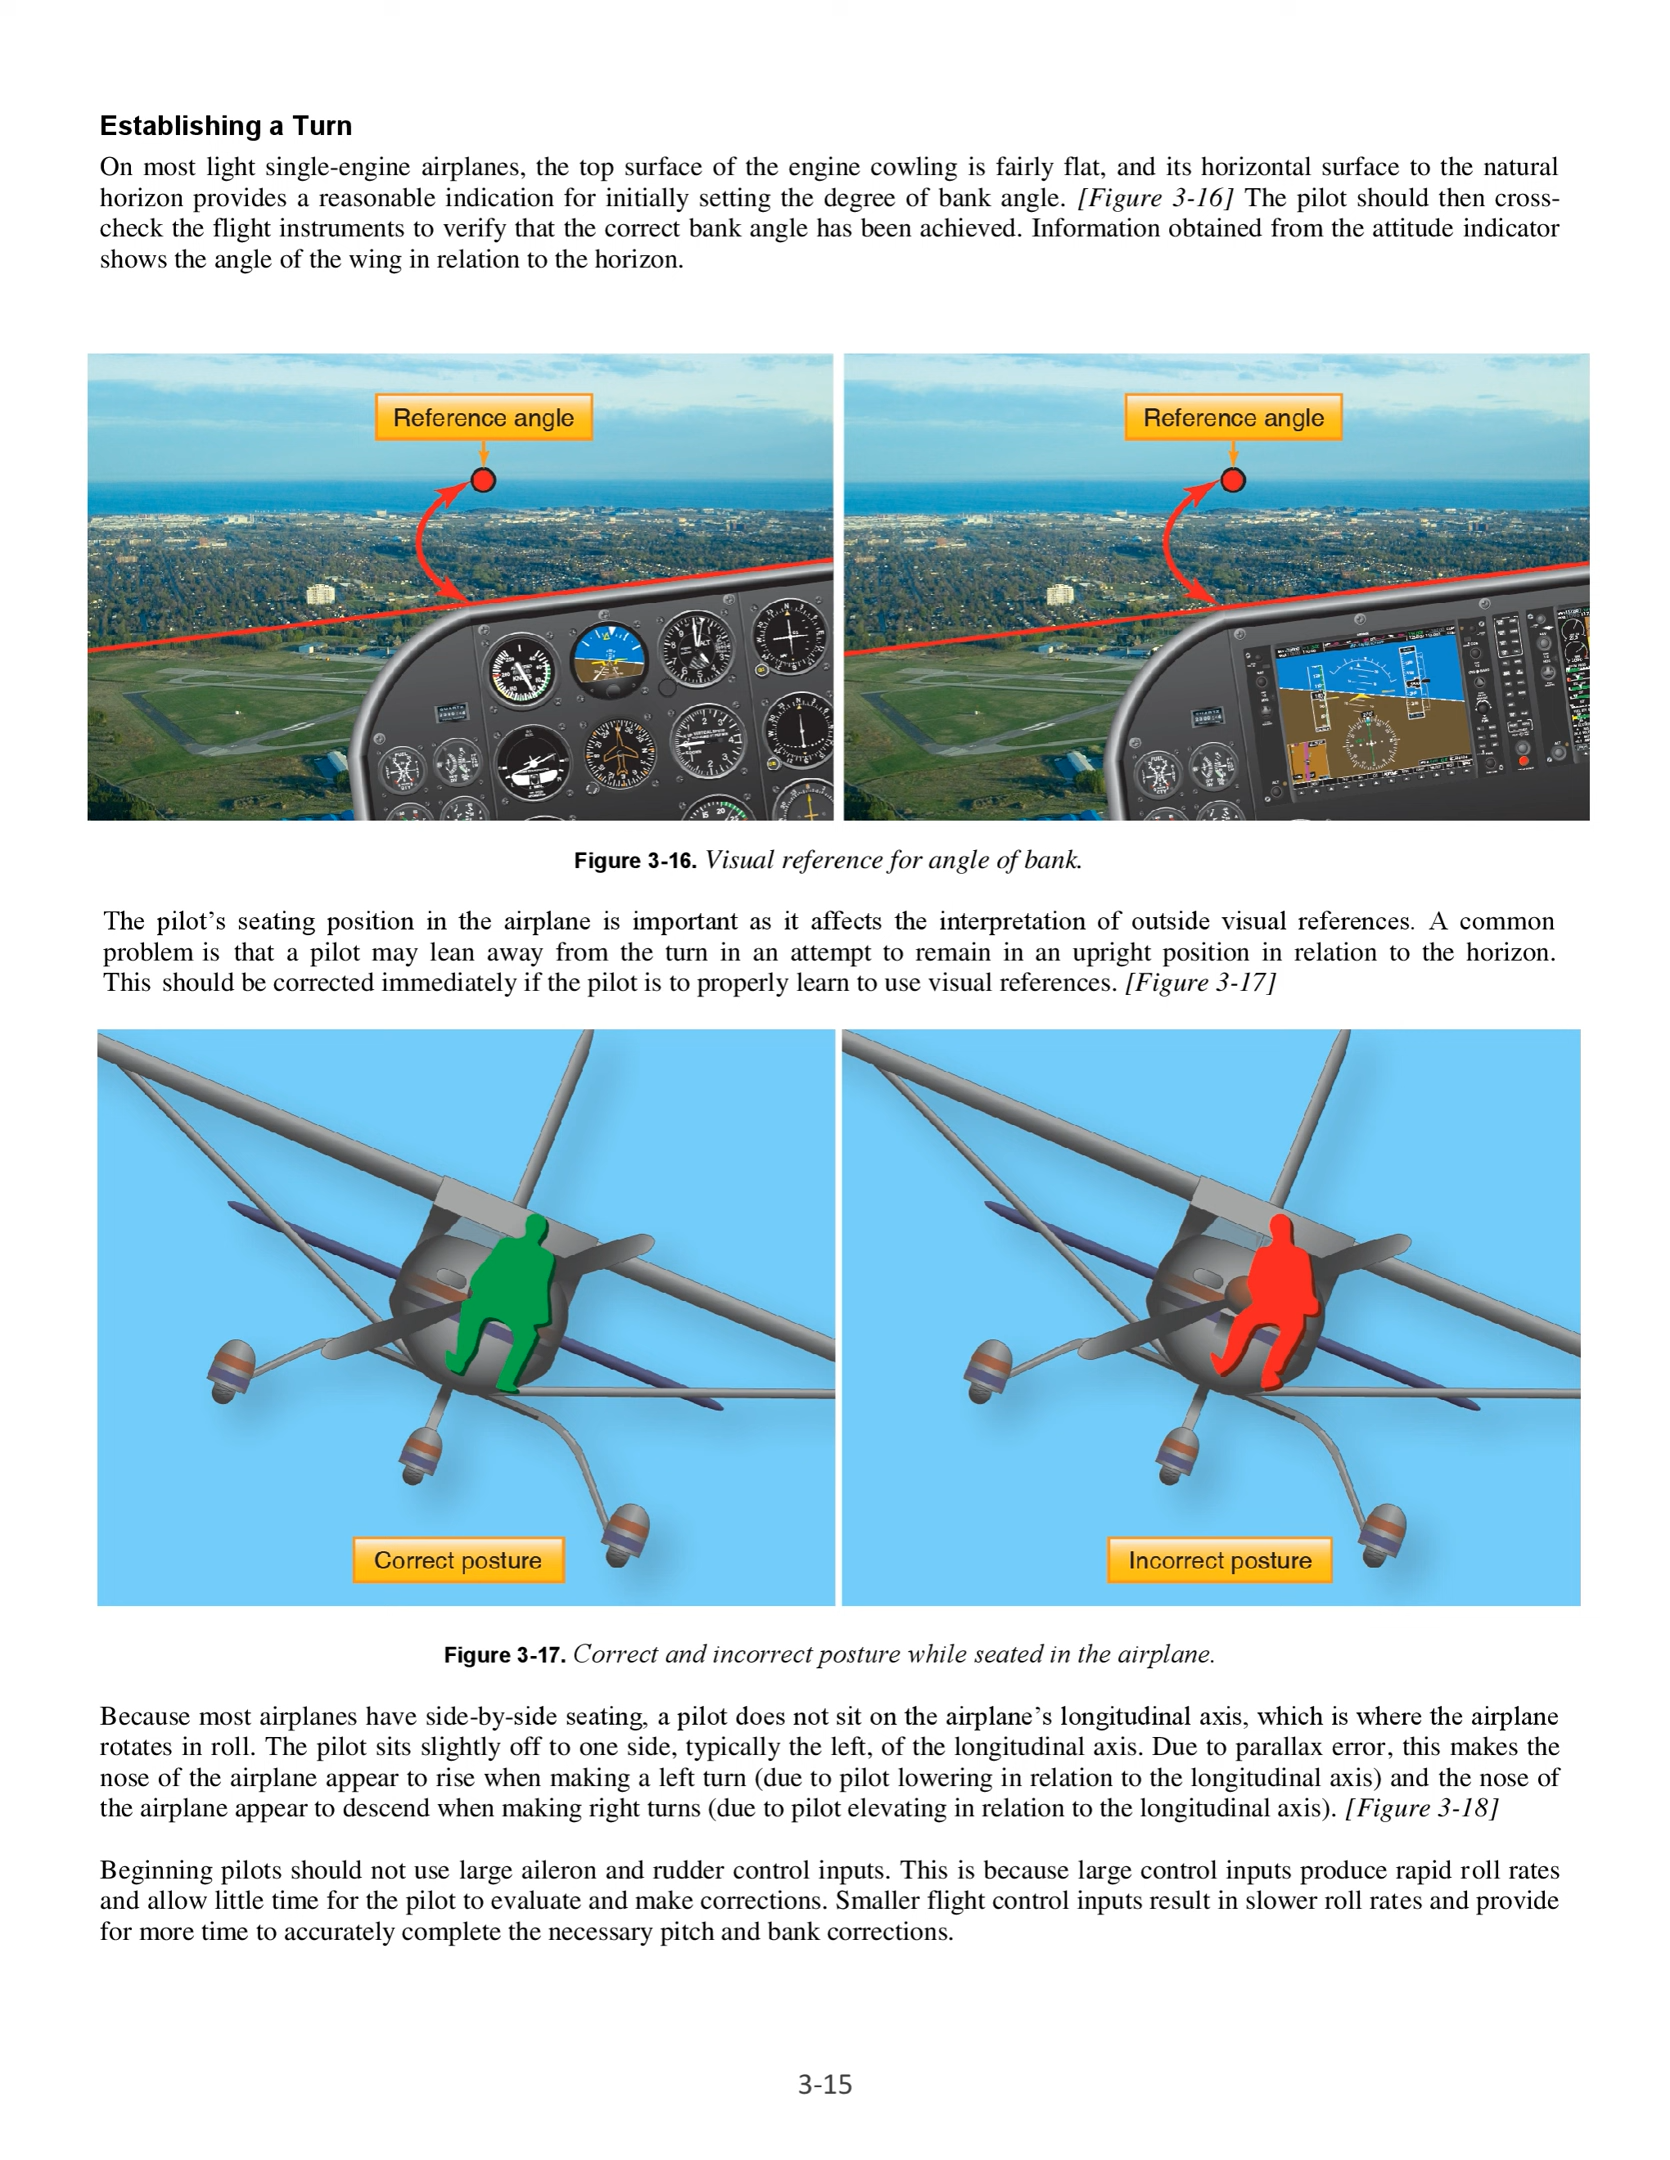 Establishing a Turn
On most light single-engine airplanes, the top surface of the engine cowling is fairly flat, and its horizontal surface to the natural
horizon provides a reasonable indication for initially setting the degree of bank angle. [Figure 3-16] The pilot should then cross-
check the flight instruments to verify that the correct bank angle has been achieved. Information obtained from the attitude indicator
shows the angle of the wing in relation to the horizon.
Reference angle
Reference angle
Figure 3-16. Visual reference for angle of bank.
The pilot’s seating position in the airplane is important as it affects the interpretation of outside visual references. A common
problem is that a pilot may lean away from the turn in an attempt to remain in an upright position in relation to the horizon.
This should be corrected immediately if the pilot is to properly learn to use visual references. [Figure 3-17]
Correct posture
Incorrect posture
Figure 3-17. Correct and incorrect posture while seated in the airplane.
Because most airplanes have side-by-side seating, a pilot does not sit on the airplane’s longitudinal axis, which is where the airplane
rotates in roll. The pilot sits slightly off to one side, typically the left, of the longitudinal axis. Due to parallax error, this makes the
nose of the airplane appear to rise when making a left turn (due to pilot lowering in relation to the longitudinal axis) and the nose of
the airplane appear to descend when making right turns (due to pilot elevating in relation to the longitudinal axis). [Figure 3-18]
Beginning pilots should not use large aileron and rudder control inputs. This is because large control inputs produce rapid roll rates
and allow little time for the pilot to evaluate and make corrections. Smaller flight control inputs result in slower roll rates and provide
for more time to accurately complete the necessary pitch and bank corrections.
3-15